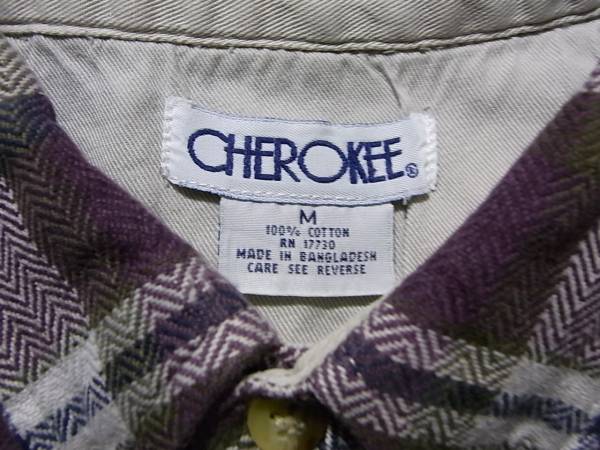 CHEROKEE®
M
100% COTTON
RN 17730
MADE IN BANGLADESH
CARE SEE REVERSE